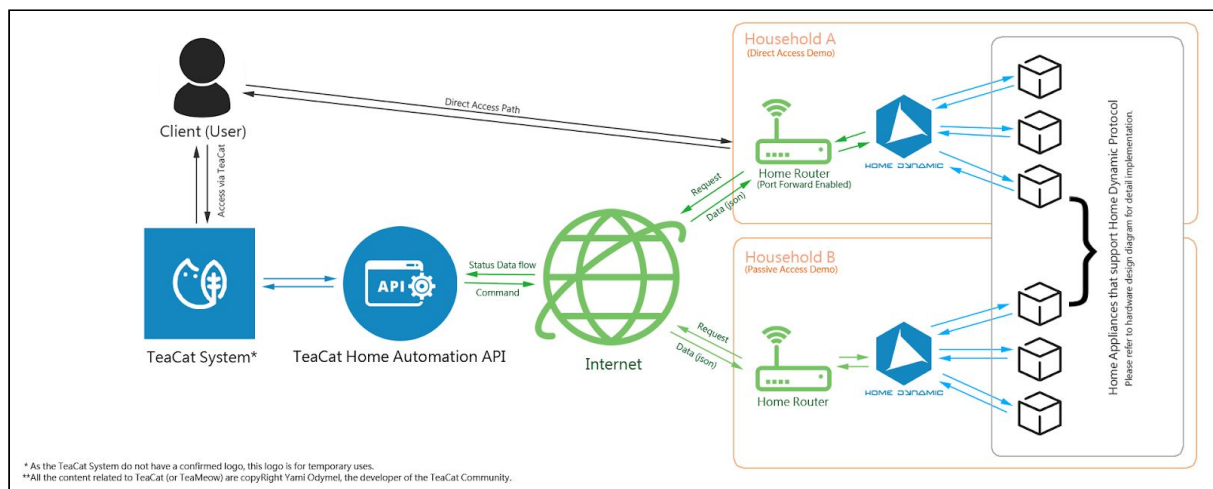 Household A
(Direct Access Demo)
Direct Access Path
Client (User)
Access via TeaCat
HOME DYNAMIC
Home Router
(Port Forward Enabled)
Request
Data (json)
Household B
(Passive Access Demo)
Status Data flow
Command
API
TeaCat System*
TeaCat Home Automation API
Internet
Request
Data (json)
Home Router
HOME DYNAMIC
Home Appliances that support Home Dynamic Protocol
Please refer to hardware design diagram for detail implementation.
* As the TeaCat System do not have a confirmed logo, this logo is for temporary uses.
**All the content related to TeaCat (or TeaMeow) are copyRight Yami Odymel, the developer of the TeaCat Community.